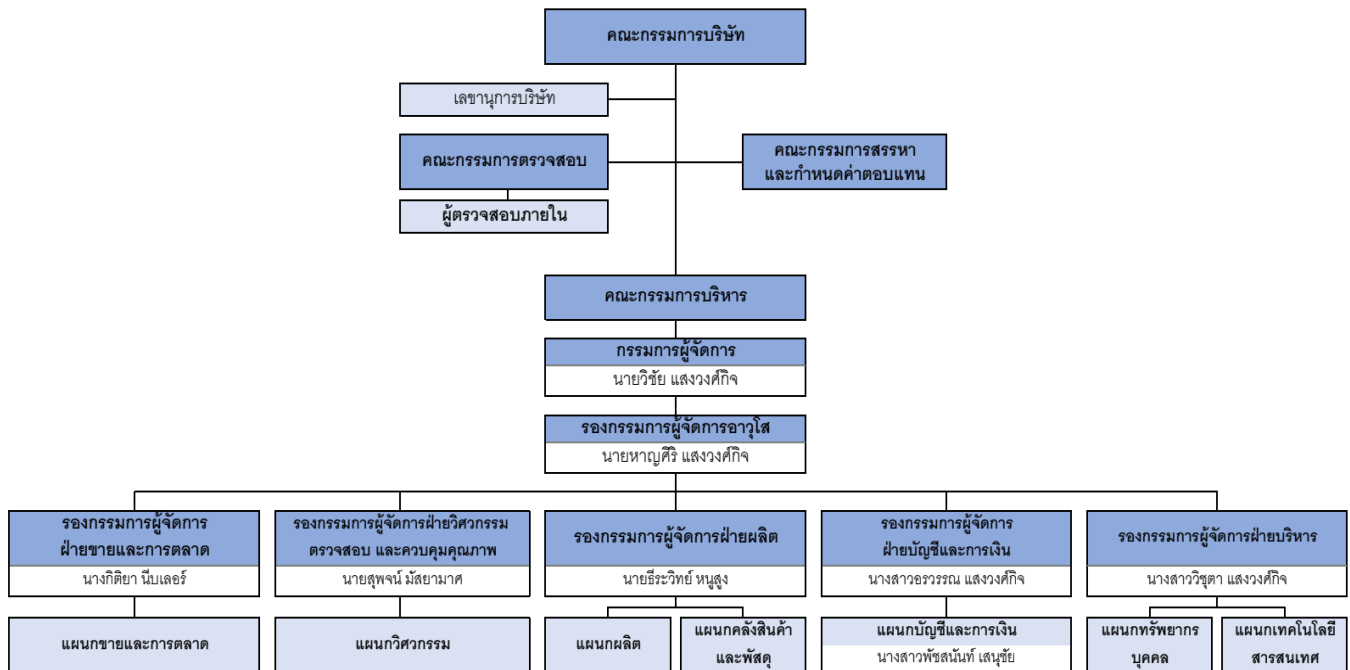 คณะกรรมการบริษัท
เลขานุการบริษัท
คณะกรรมการตรวจสอบ
คณะกรรมการสรรหา
และกำหนดค่าตอบแทน
ผู้ตรวจสอบภายใน
คณะกรรมการบริหาร
กรรมการผู้จัดการ
นายวิชัย แสงวงศ์กิจ
รองกรรมการผู้จัดการอาวุโส
นายหาญศิริ แสงวงศ์กิจ
รองกรรมการผู้จัดการ
ฝ่ายขายและการตลาด
นางกิติยา นีบเลอร์
รองกรรมการผู้จัดการฝ่ายวิศวกรรม
ตรวจสอบ และควบคุมคุณภาพ
นายสุพจน์ มัสยามาศ
รองกรรมการผู้จัดการฝ่ายผลิต
นายธีระวิทย์ หนูสูง
รองกรรมการผู้จัดการ
ฝ่ายบัญชีและการเงิน
นางสาวอรวรรณ แสงวงศ์กิจ
รองกรรมการผู้จัดการฝ่ายบริหาร
นางสาววิชุตา แสงวงศ์กิจ
แผนกขายและการตลาด
แผนกวิศวกรรม
แผนกผลิต
แผนกคลังสินค้า
และพัสดุ
แผนกบัญชีและการเงิน
นางสาวพัชสนันท์ เสนุชัย
แผนกทรัพยากร
บุคคล
แผนกเทคโนโลยี
สารสนเทศ